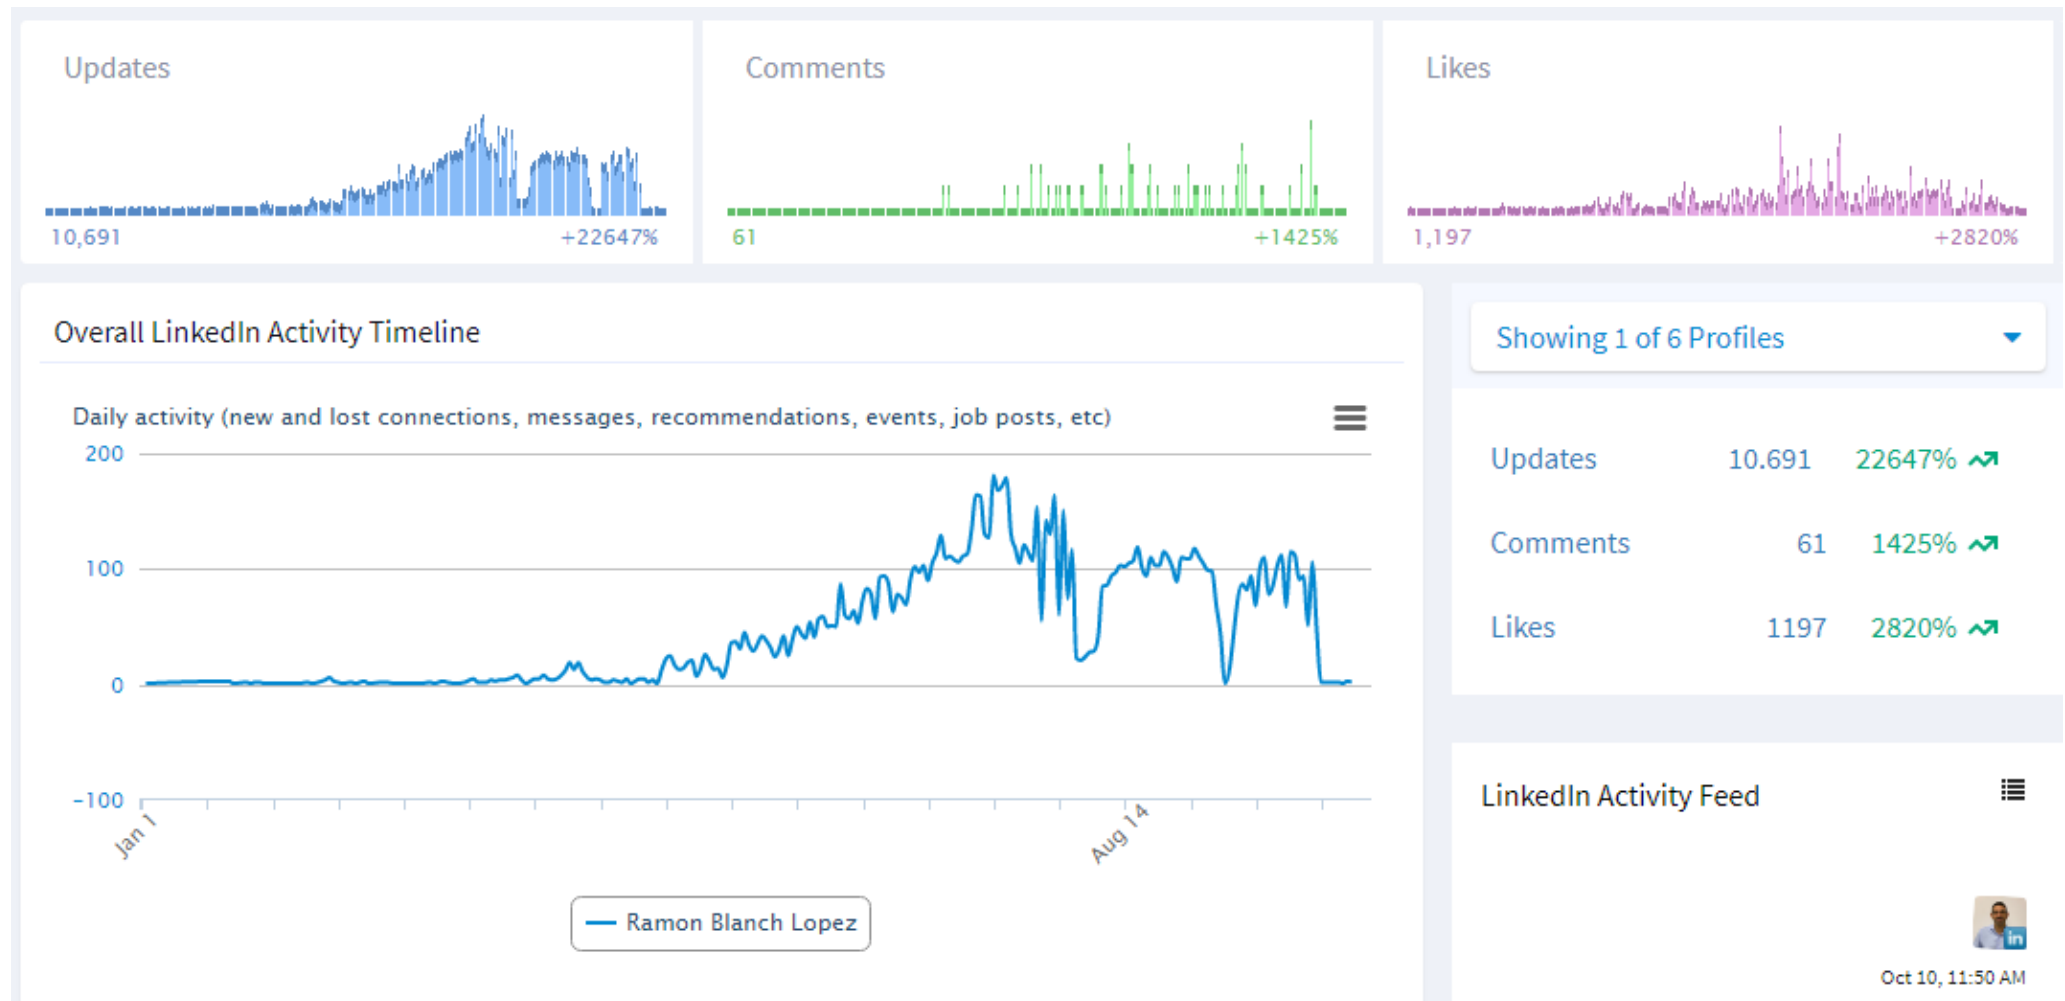 Updates
10,691 +22647%
Comments
61 +1425%
Likes
1,197 +2820%
Overall LinkedIn Activity Timeline
Daily activity (new and lost connections, messages, recommendations, events, job posts, etc)
200
100
0
-100
Jan 1
Aug 14
Ramon Blanch Lopez
Showing 1 of 6 Profiles
Updates 10.691 22647%
Comments 61 1425%
Likes 1197 2820%
LinkedIn Activity Feed
in
Oct 10, 11:50 AM